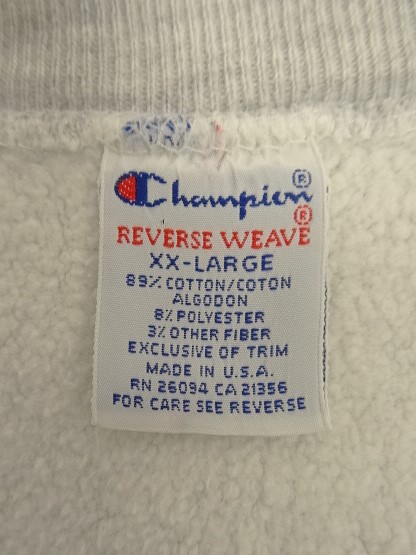 Champion®
REVERSE WEAVE®
XX-LARGE
89% COTTON/COTON
ALGODON
8% POLYESTER
3% OTHER FIBER
EXCLUSIVE OF TRIM
MADE IN U.S.A.
RN 26094 CA 21356
FOR CARE SEE REVERSE